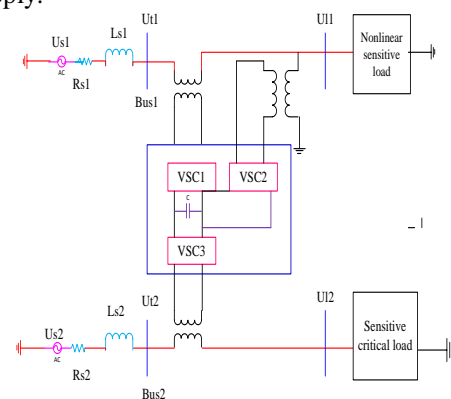 pply.
Ut1
Ul1
Ls1
Us1
AC
Rs1
Bus1
Nonlinear
sensitive
load
VSC1
VSC2
C
VSC3
Ls2
Ut2
Ul2
Us2
AC
Rs2
Bus2
Sensitive
critical load